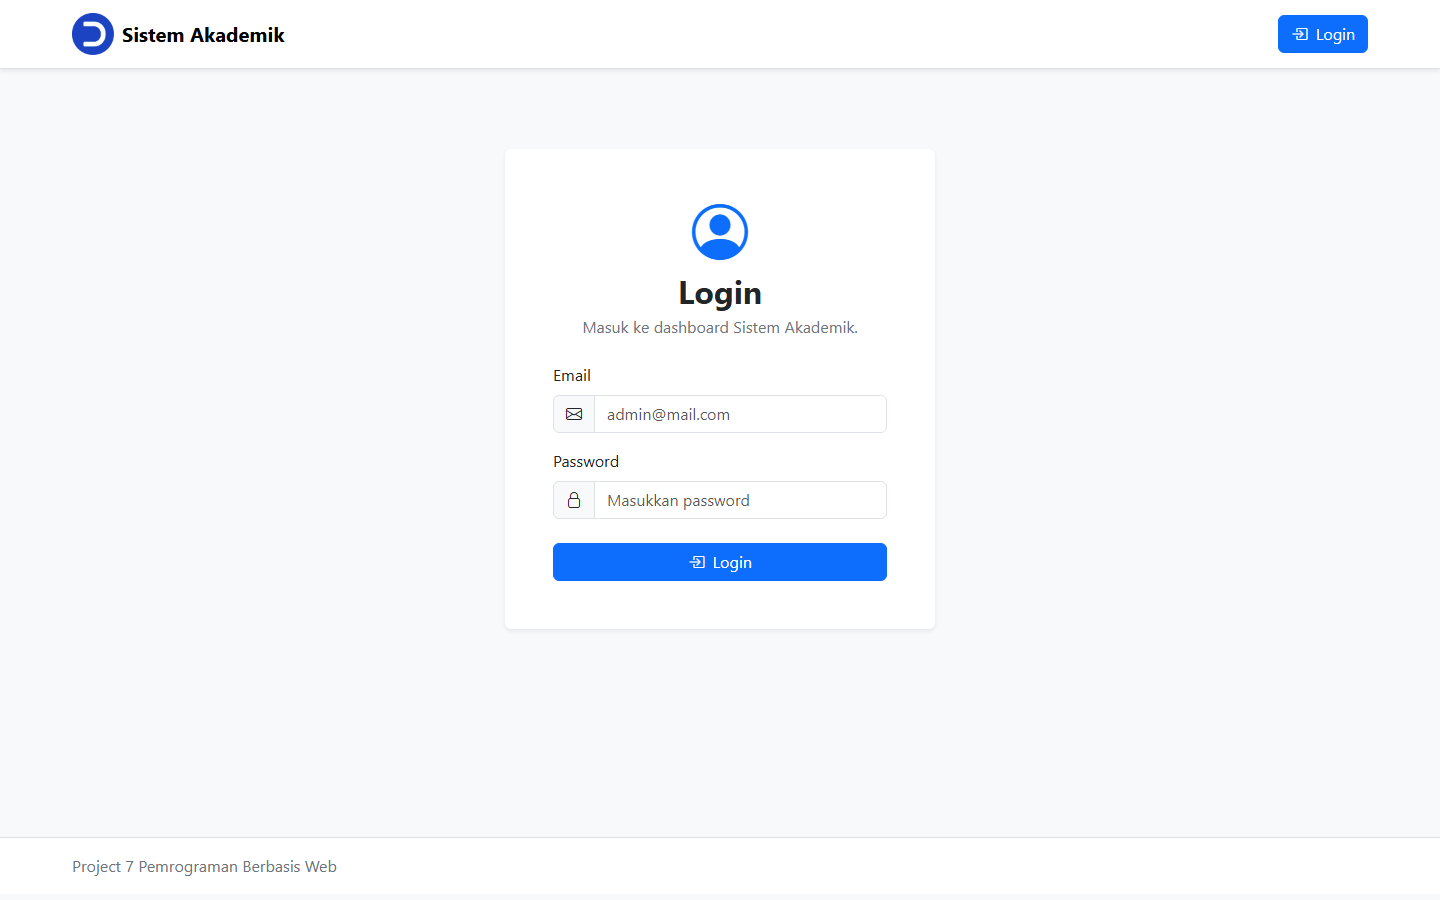 Sistem Akademik
Login
Login
Masuk ke dashboard Sistem Akademik.
Email
admin@mail.com
Password
Masukkan password
Login
Project 7 Pemrograman Berbasis Web